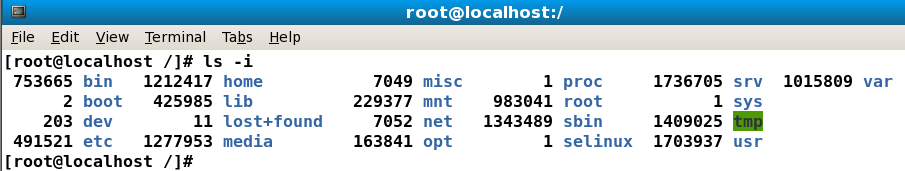 root@localhost:/
File Edit View Terminal Tabs Help
[root@localhost /]# ls -i
753665 bin 1212417 home 7049 misc 1 proc 1736705 srv 1015809 var
2 boot 425985 lib 229377 mnt 983041 root 1 sys
203 dev 11 lost+found 7052 net 1343489 sbin 1409025 tmp
491521 etc 1277953 media 163841 opt 1 selinux 1703937 usr
[root@localhost /]#